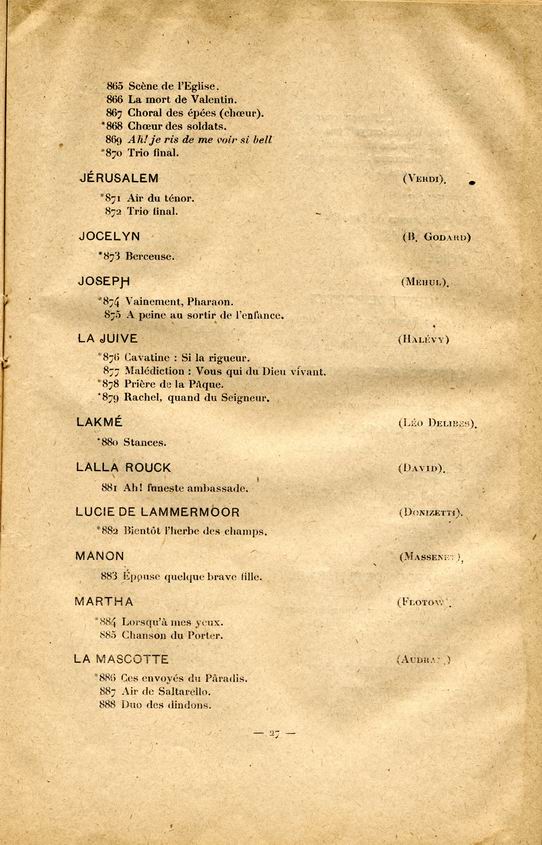 865 Scène de l'Eglise.
866 La mort de Valentin.
867 Choral des épées (chœur).
*868 Chœur des soldats.
869 Ah! je ris de me voir si bell
*870 Trio final.
JÉRUSALEM (VERDI).
*871 Air du ténor.
872 Trio final.
JOCELYN (B. GODARD)
*873 Berceuse.
JOSEPH (MEHUL).
*874 Vainement, Pharaon.
875 A peine au sortir de l'enfance.
LA JUIVE (HALÉVY)
*876 Cavatine : Si la rigueur.
877 Malédiction : Vous qui du Dieu vivant.
*878 Prière de la Pâque.
*879 Rachel, quand du Seigneur.
LAKMÉ (LÉO DELIBES).
*880 Stances.
LALLA ROUCK (DAVID).
881 Ah! funeste ambassade.
LUCIE DE LAMMERMOOR (DONIZETTI).
*882 Bientôt l'herbe des champs.
MANON (MASSENET),
883 Épouse quelque brave fille.
MARTHA (FLOTOW).
*884 Lorsqu'à mes yeux.
885 Chanson du Porter.
LA MASCOTTE (AUDRAN)
*886 Ces envoyés du Pâradis.
887 Air de Saltarello.
888 Duo des dindons.
— 27 —